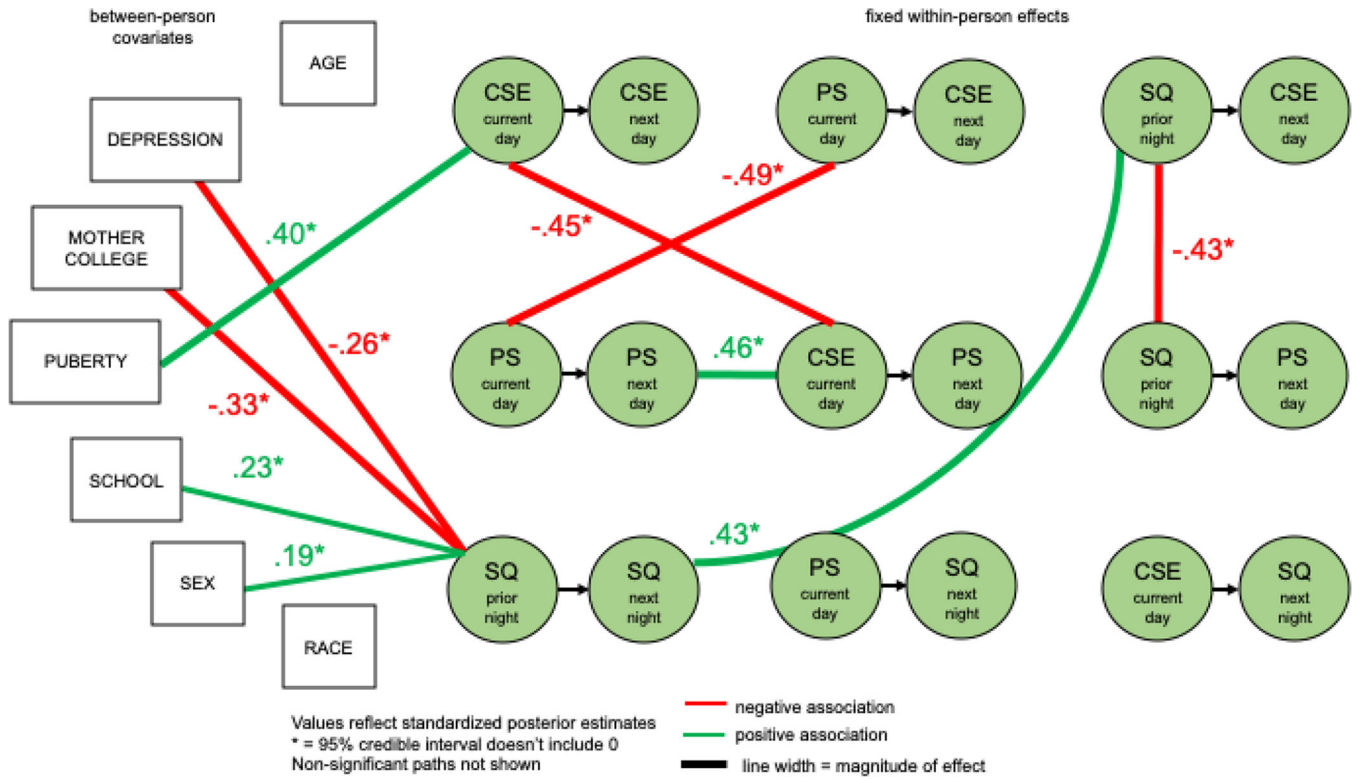 between-person
covariates
fixed within-person effects
AGE
DEPRESSION
MOTHER
COLLEGE
PUBERTY
SCHOOL
SEX
RACE
CSE
current
day
CSE
next
day
PS
current
day
CSE
next
day
SQ
prior
night
CSE
next
day
.40*
-.45*
-.49*
-.43*
-.26*
-.33*
.23*
.19*
PS
current
day
PS
next
day
.46*
CSE
current
day
PS
next
day
SQ
prior
night
PS
next
day
SQ
prior
night
SQ
next
night
.43*
PS
current
day
SQ
next
night
CSE
current
day
SQ
next
night
Values reflect standardized posterior estimates
* = 95% credible interval doesn't include 0
Non-significant paths not shown
negative association
positive association
line width = magnitude of effect